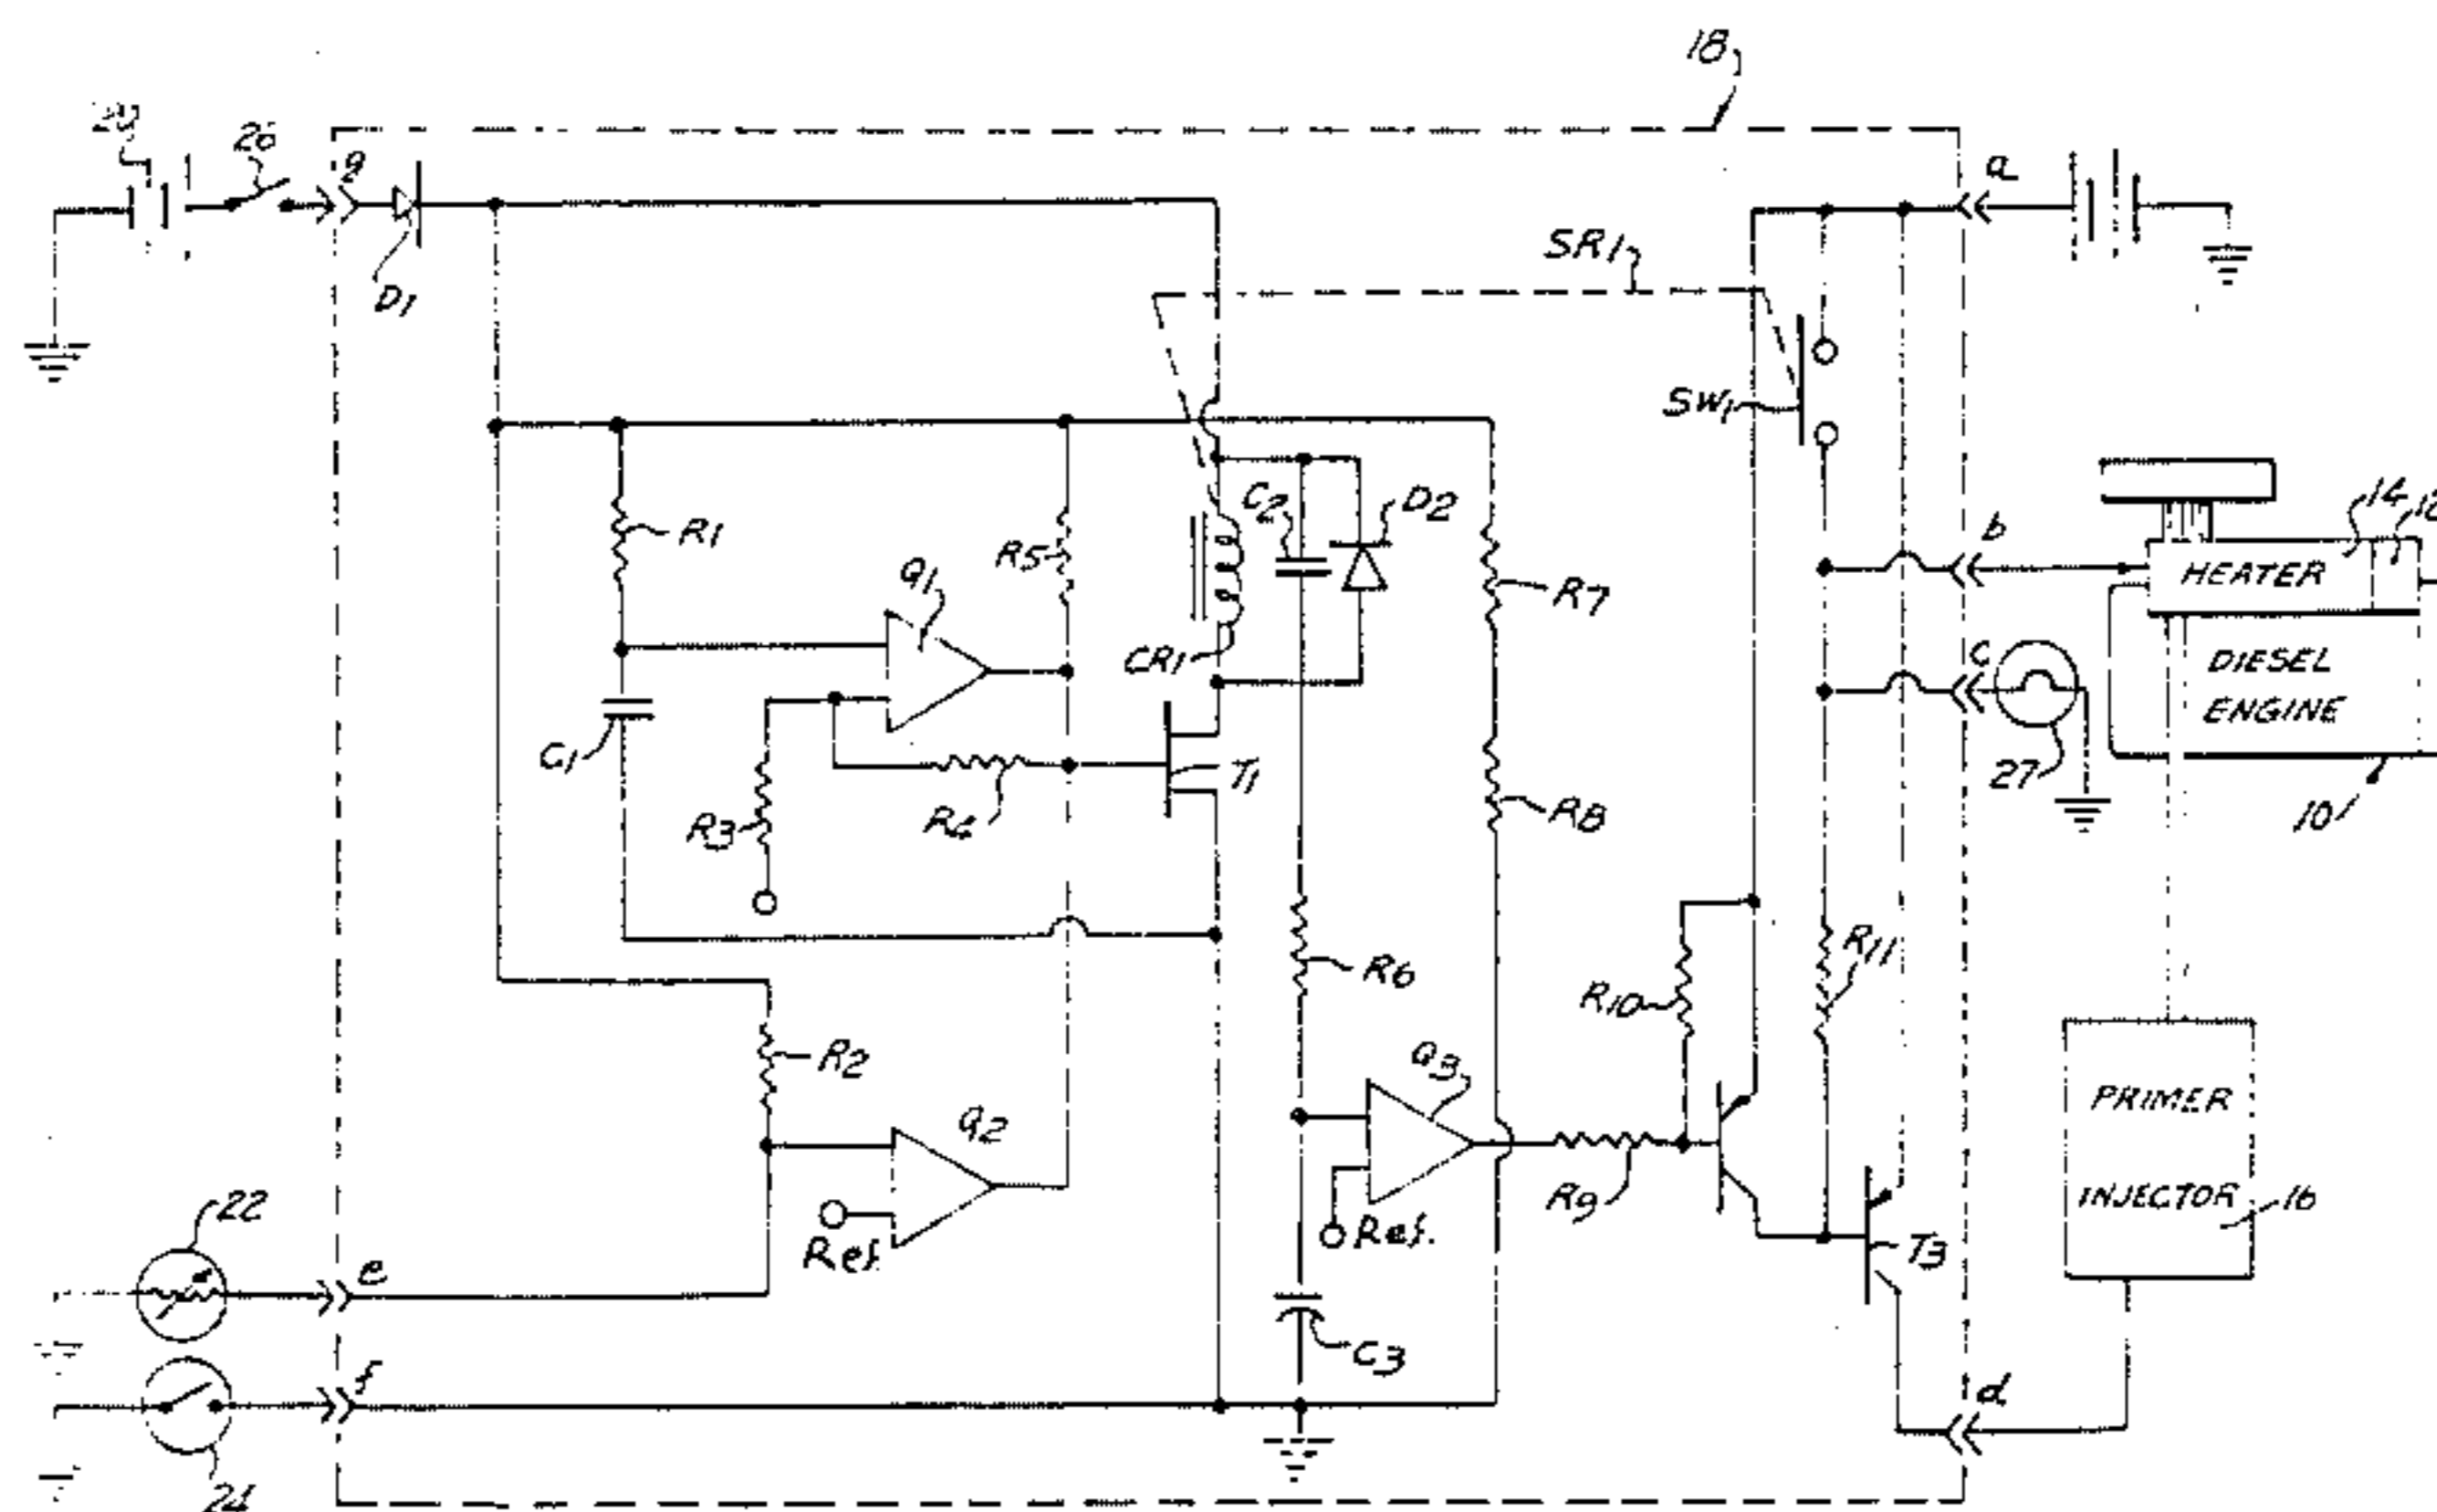 18
26
g
a
D1
SR1
SW1
14
b
R1
R5
Q1
C2
D2
R7
HEATER
CR1
c
DIESEL
ENGINE
C1
R3
R4
T1
R8
27
10
R6
R10
R11
R2
Q2
Q3
PRIMER
INJECTOR
16
22
Ref.
Ref.
R9
T3
e
C3
f
d
24